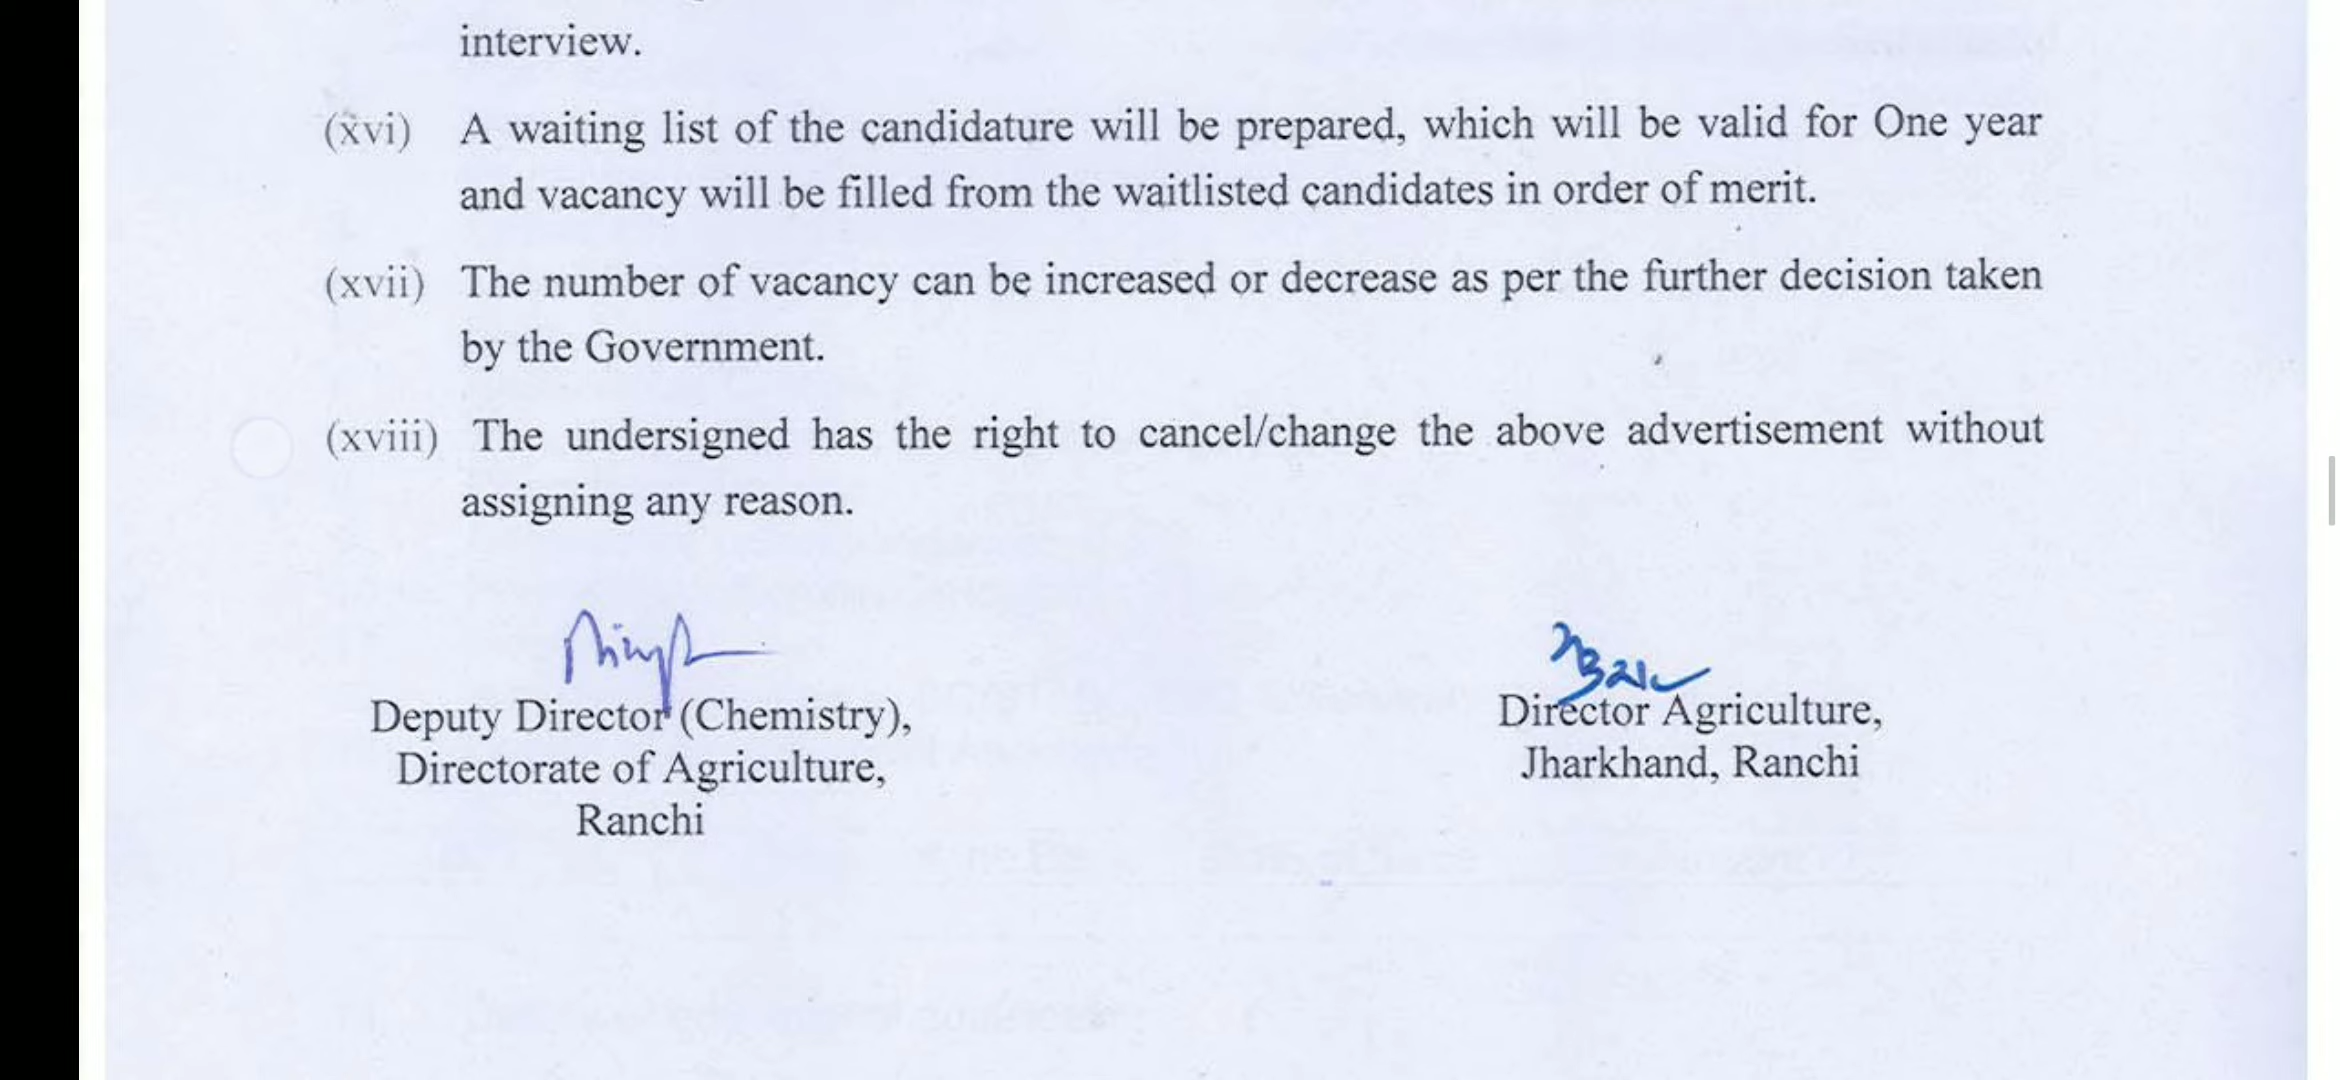 interview.
(xvi) A waiting list of the candidature will be prepared, which will be valid for One year
and vacancy will be filled from the waitlisted candidates in order of merit.
(xvii) The number of vacancy can be increased or decrease as per the further decision taken
by the Government.
(xviii) The undersigned has the right to cancel/change the above advertisement without
assigning any reason.
Deputy Director (Chemistry),
Directorate of Agriculture,
Ranchi
Director Agriculture,
Jharkhand, Ranchi